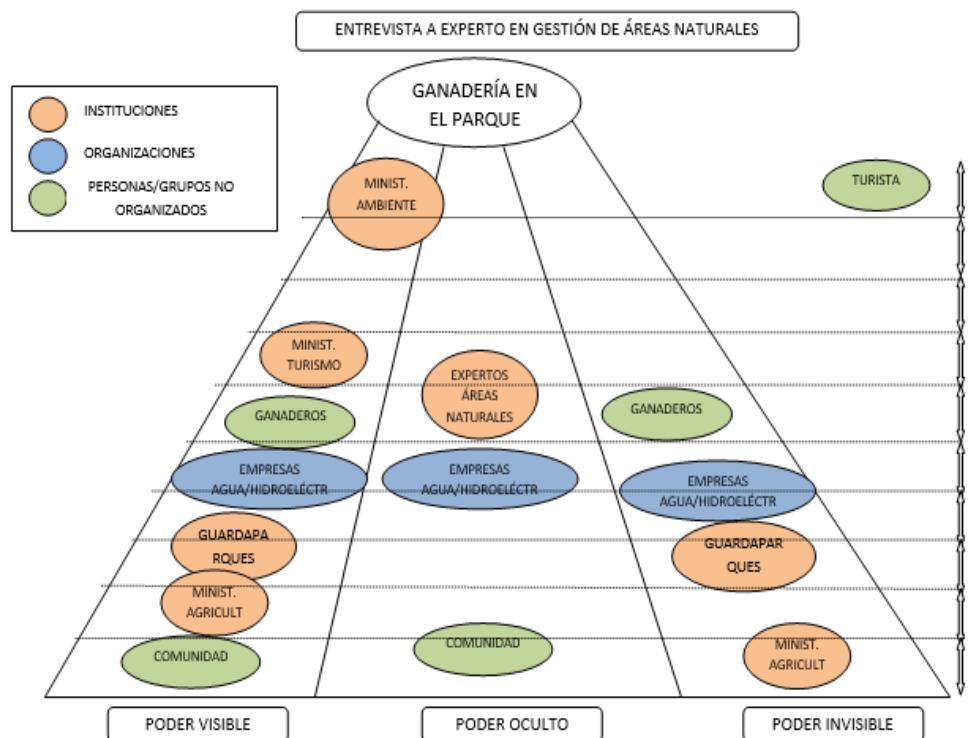 ENTREVISTA A EXPERTO EN GESTIÓN DE ÁREAS NATURALES
INSTITUCIONES
ORGANIZACIONES
PERSONAS/GRUPOS NO
ORGANIZADOS
GANADERÍA EN
EL PARQUE
MINIST.
AMBIENTE
TURISTA
MINIST.
TURISMO
EXPERTOS
ÁREAS
NATURALES
GANADEROS
GANADEROS
EMPRESAS
AGUA/HIDROELÉCTR
EMPRESAS
AGUA/HIDROELÉCTR
EMPRESAS
AGUA/HIDROELÉCTR
GUARDAPA
RQUES
GUARDAPAR
QUES
MINIST.
AGRICULT
COMUNIDAD
COMUNIDAD
MINIST.
AGRICULT
PODER VISIBLE
PODER OCULTO
PODER INVISIBLE